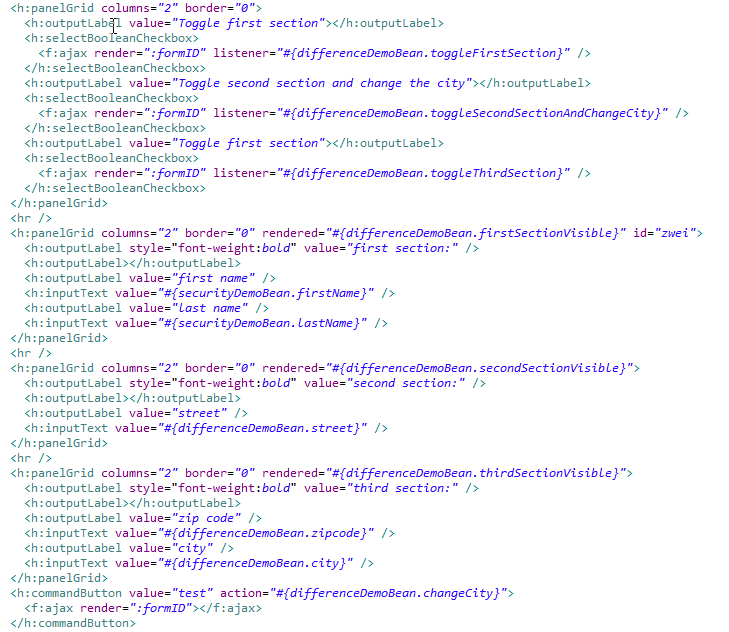 <h:panelGrid columns="2" border="0">
  <h:outputLabel value="Toggle first section"></h:outputLabel>
  <h:selectBooleanCheckbox>
    <f:ajax render=":formID" listener="#{differenceDemoBean.toggleFirstSection}" />
  </h:selectBooleanCheckbox>
  <h:outputLabel value="Toggle second section and change the city"></h:outputLabel>
  <h:selectBooleanCheckbox>
    <f:ajax render=":formID" listener="#{differenceDemoBean.toggleSecondSectionAndChangeCity}" />
  </h:selectBooleanCheckbox>
  <h:outputLabel value="Toggle first section"></h:outputLabel>
  <h:selectBooleanCheckbox>
    <f:ajax render=":formID" listener="#{differenceDemoBean.toggleThirdSection}" />
  </h:selectBooleanCheckbox>
</h:panelGrid>
<hr />
<h:panelGrid columns="2" border="0" rendered="#{differenceDemoBean.firstSectionVisible}" id="zwei">
  <h:outputLabel style="font-weight:bold" value="first section:" />
  <h:outputLabel></h:outputLabel>
  <h:outputLabel value="first name" />
  <h:inputText value="#{securityDemoBean.firstName}" />
  <h:outputLabel value="last name" />
  <h:inputText value="#{securityDemoBean.lastName}" />
</h:panelGrid>
<hr />
<h:panelGrid columns="2" border="0" rendered="#{differenceDemoBean.secondSectionVisible}">
  <h:outputLabel style="font-weight:bold" value="second section:" />
  <h:outputLabel></h:outputLabel>
  <h:outputLabel value="street" />
  <h:inputText value="#{differenceDemoBean.street}" />
</h:panelGrid>
<hr />
<h:panelGrid columns="2" border="0" rendered="#{differenceDemoBean.thirdSectionVisible}">
  <h:outputLabel style="font-weight:bold" value="third section:" />
  <h:outputLabel></h:outputLabel>
  <h:outputLabel value="zip code" />
  <h:inputText value="#{differenceDemoBean.zipcode}" />
  <h:outputLabel value="city" />
  <h:inputText value="#{differenceDemoBean.city}" />
</h:panelGrid>
<h:commandButton value="test" action="#{differenceDemoBean.changeCity}">
  <f:ajax render=":formID"></f:ajax>
</h:commandButton>